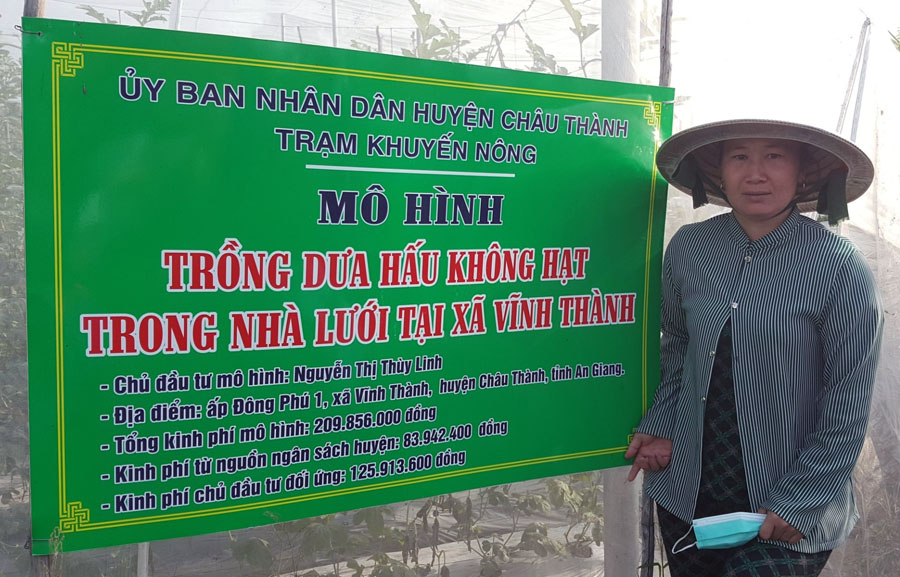 ỦY BAN NHÂN DÂN HUYỆN CHÂU THÀNH
TRẠM KHUYẾN NÔNG
MÔ HÌNH
TRỒNG DƯA HẤU KHÔNG HẠT
TRONG NHÀ LƯỚI TẠI XÃ VĨNH THÀNH
- Chủ đầu tư mô hình: Nguyễn Thị Thùy Linh
- Địa điểm: ấp Đông Phú 1, xã Vĩnh Thành, huyện Châu Thành, tỉnh An Giang.
- Tổng kinh phí mô hình: 209.856.000 đồng
- Kinh phí từ nguồn ngân sách huyện: 83.942.400 đồng
- Kinh phí chủ đầu tư đối ứng: 125.913.600 đồng